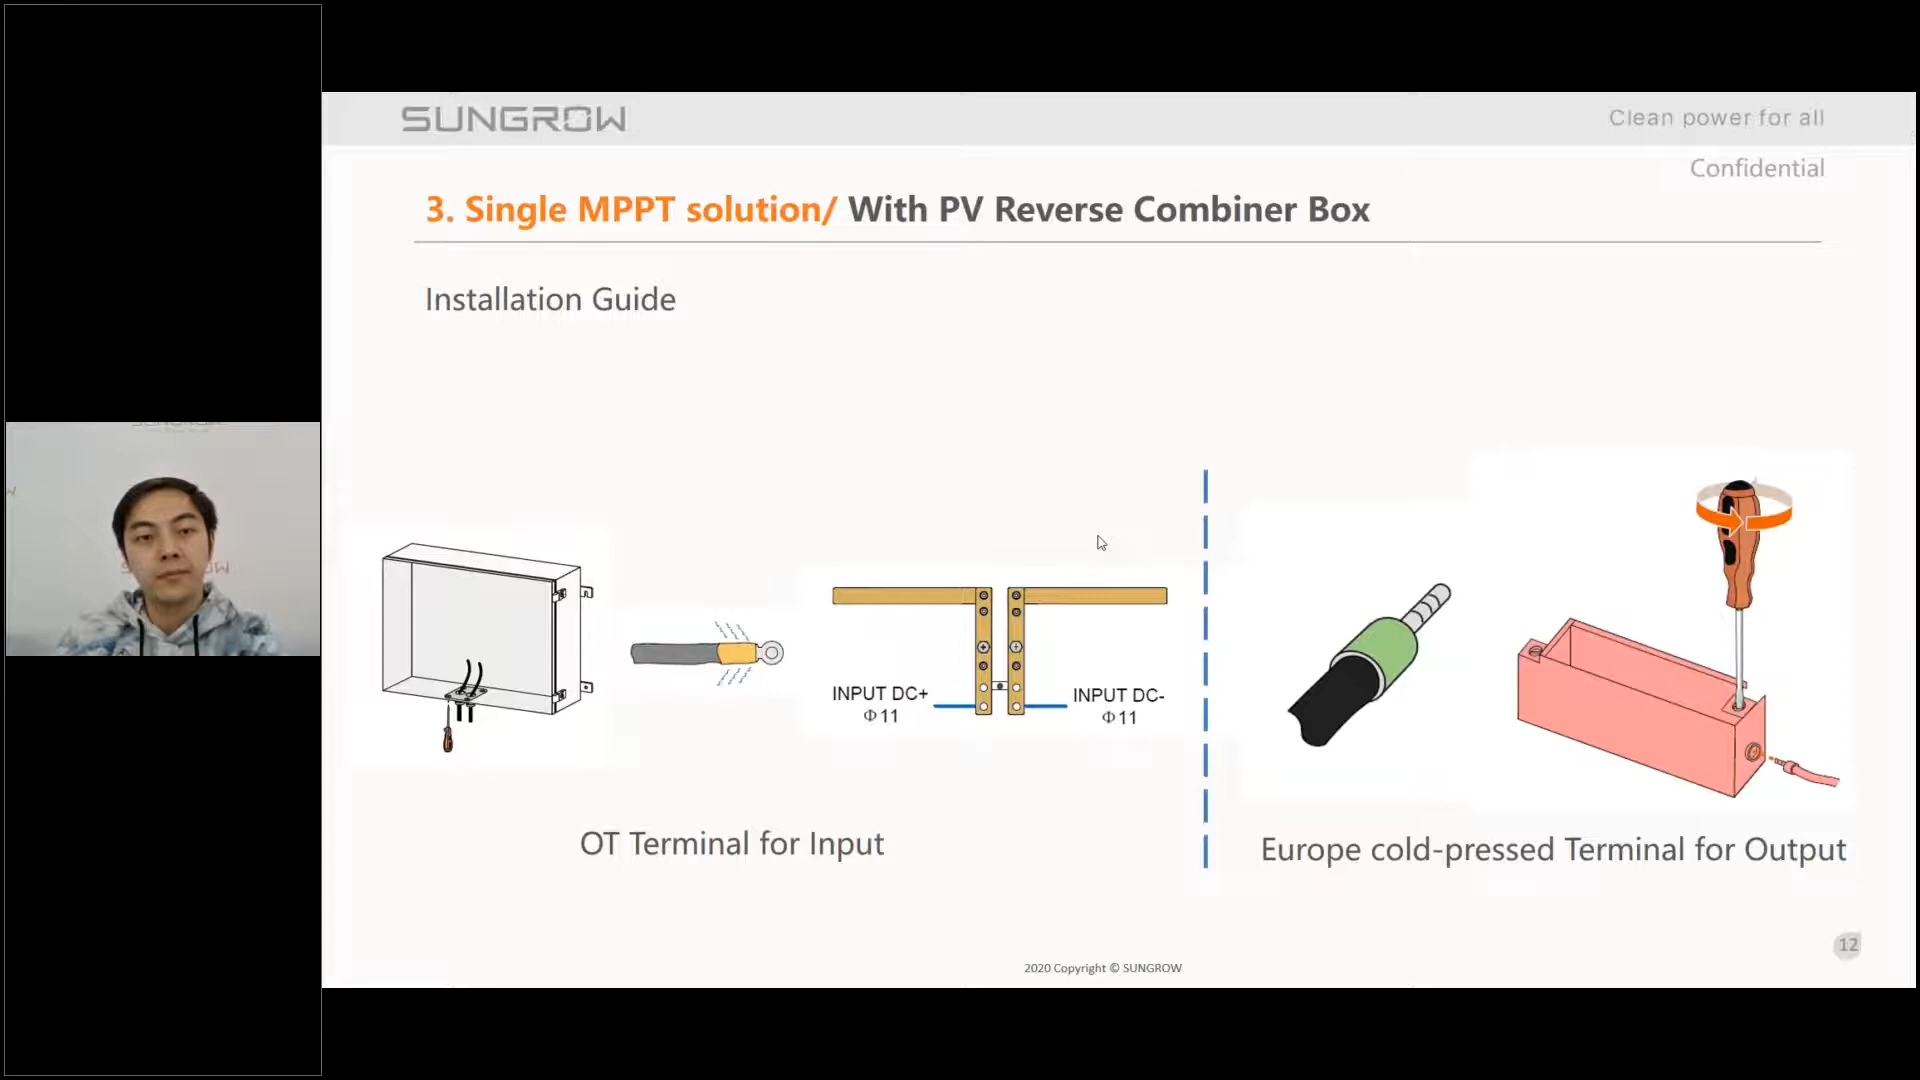 SUNGROW
Clean power for all
Confidential
3. Single MPPT solution/ With PV Reverse Combiner Box
Installation Guide
INPUT DC+
Φ11
INPUT DC-
Φ11
OT Terminal for Input
Europe cold-pressed Terminal for Output
2020 Copyright © SUNGROW
12